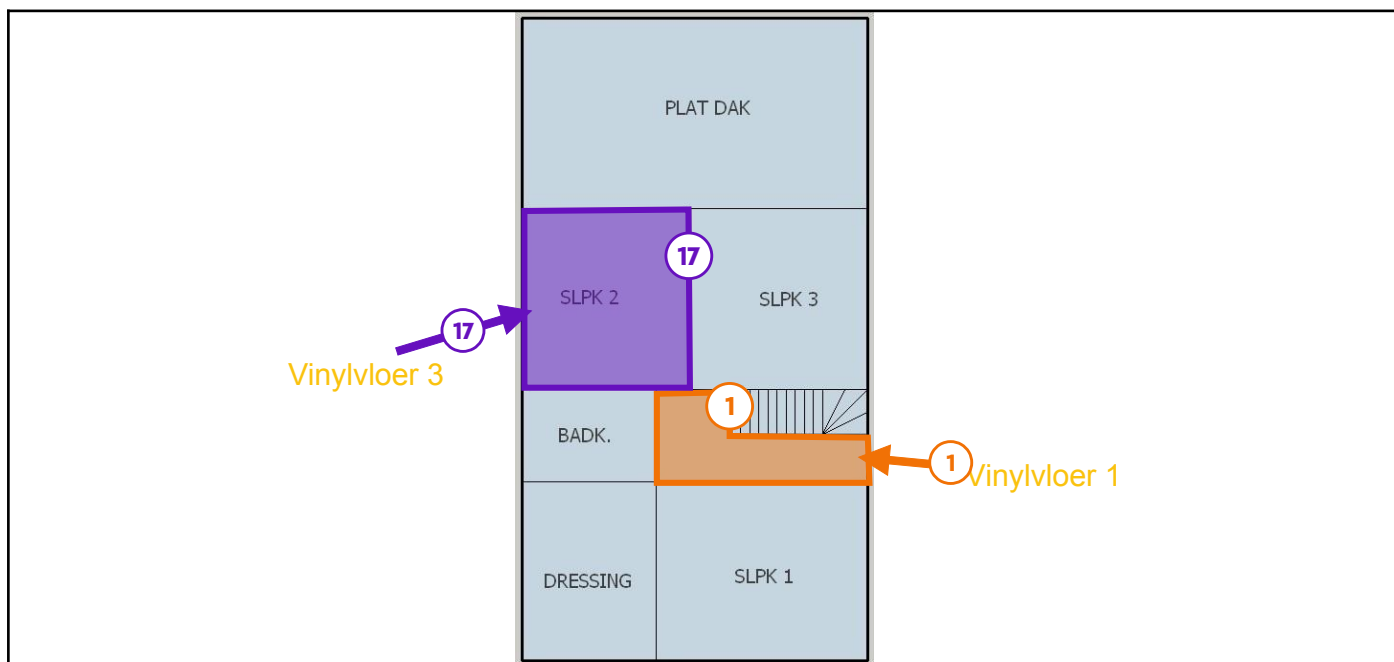 PLAT DAK
17
SLPK 2
SLPK 3
17
Vinylvloer 3
1
BADK.
1
Vinylvloer 1
DRESSING
SLPK 1